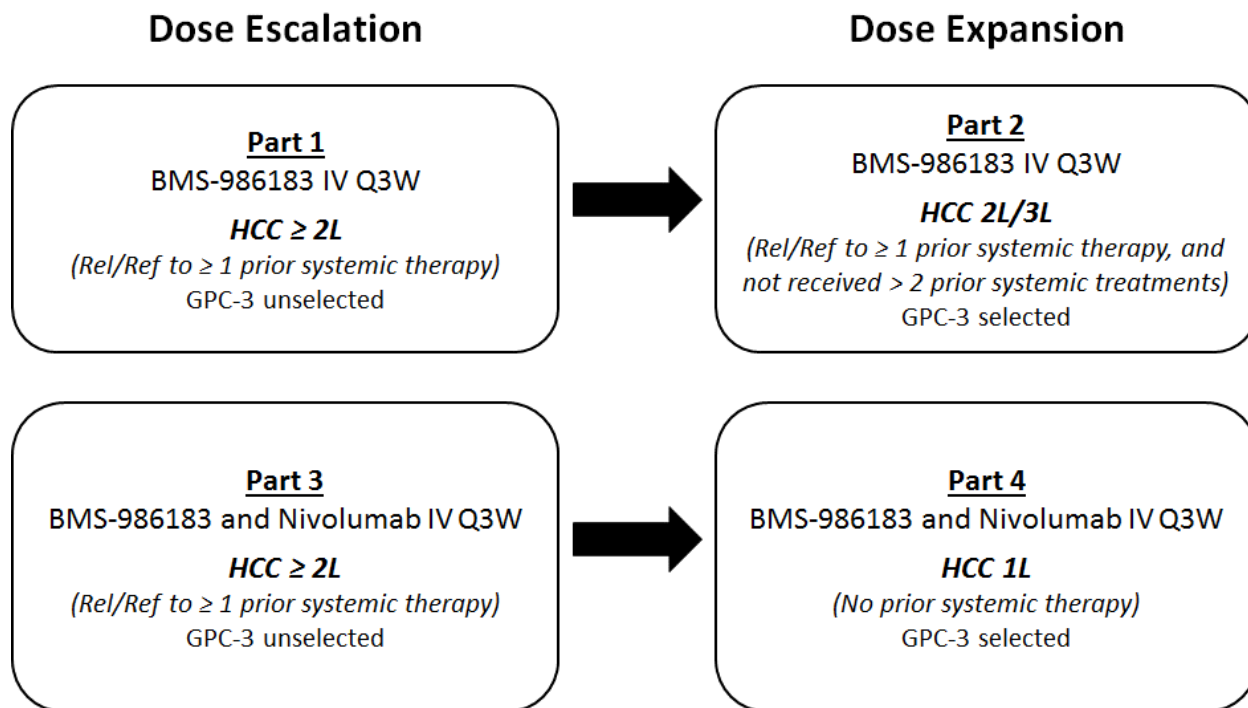 Dose Escalation
Dose Expansion
Part 1
BMS-986183 IV Q3W
HCC ≥ 2L
(Rel/Ref to ≥ 1 prior systemic therapy)
GPC-3 unselected
Part 2
BMS-986183 IV Q3W
HCC 2L/3L
(Rel/Ref to ≥ 1 prior systemic therapy, and
not received > 2 prior systemic treatments)
GPC-3 selected
Part 3
BMS-986183 and Nivolumab IV Q3W
HCC ≥ 2L
(Rel/Ref to ≥ 1 prior systemic therapy)
GPC-3 unselected
Part 4
BMS-986183 and Nivolumab IV Q3W
HCC 1L
(No prior systemic therapy)
GPC-3 selected